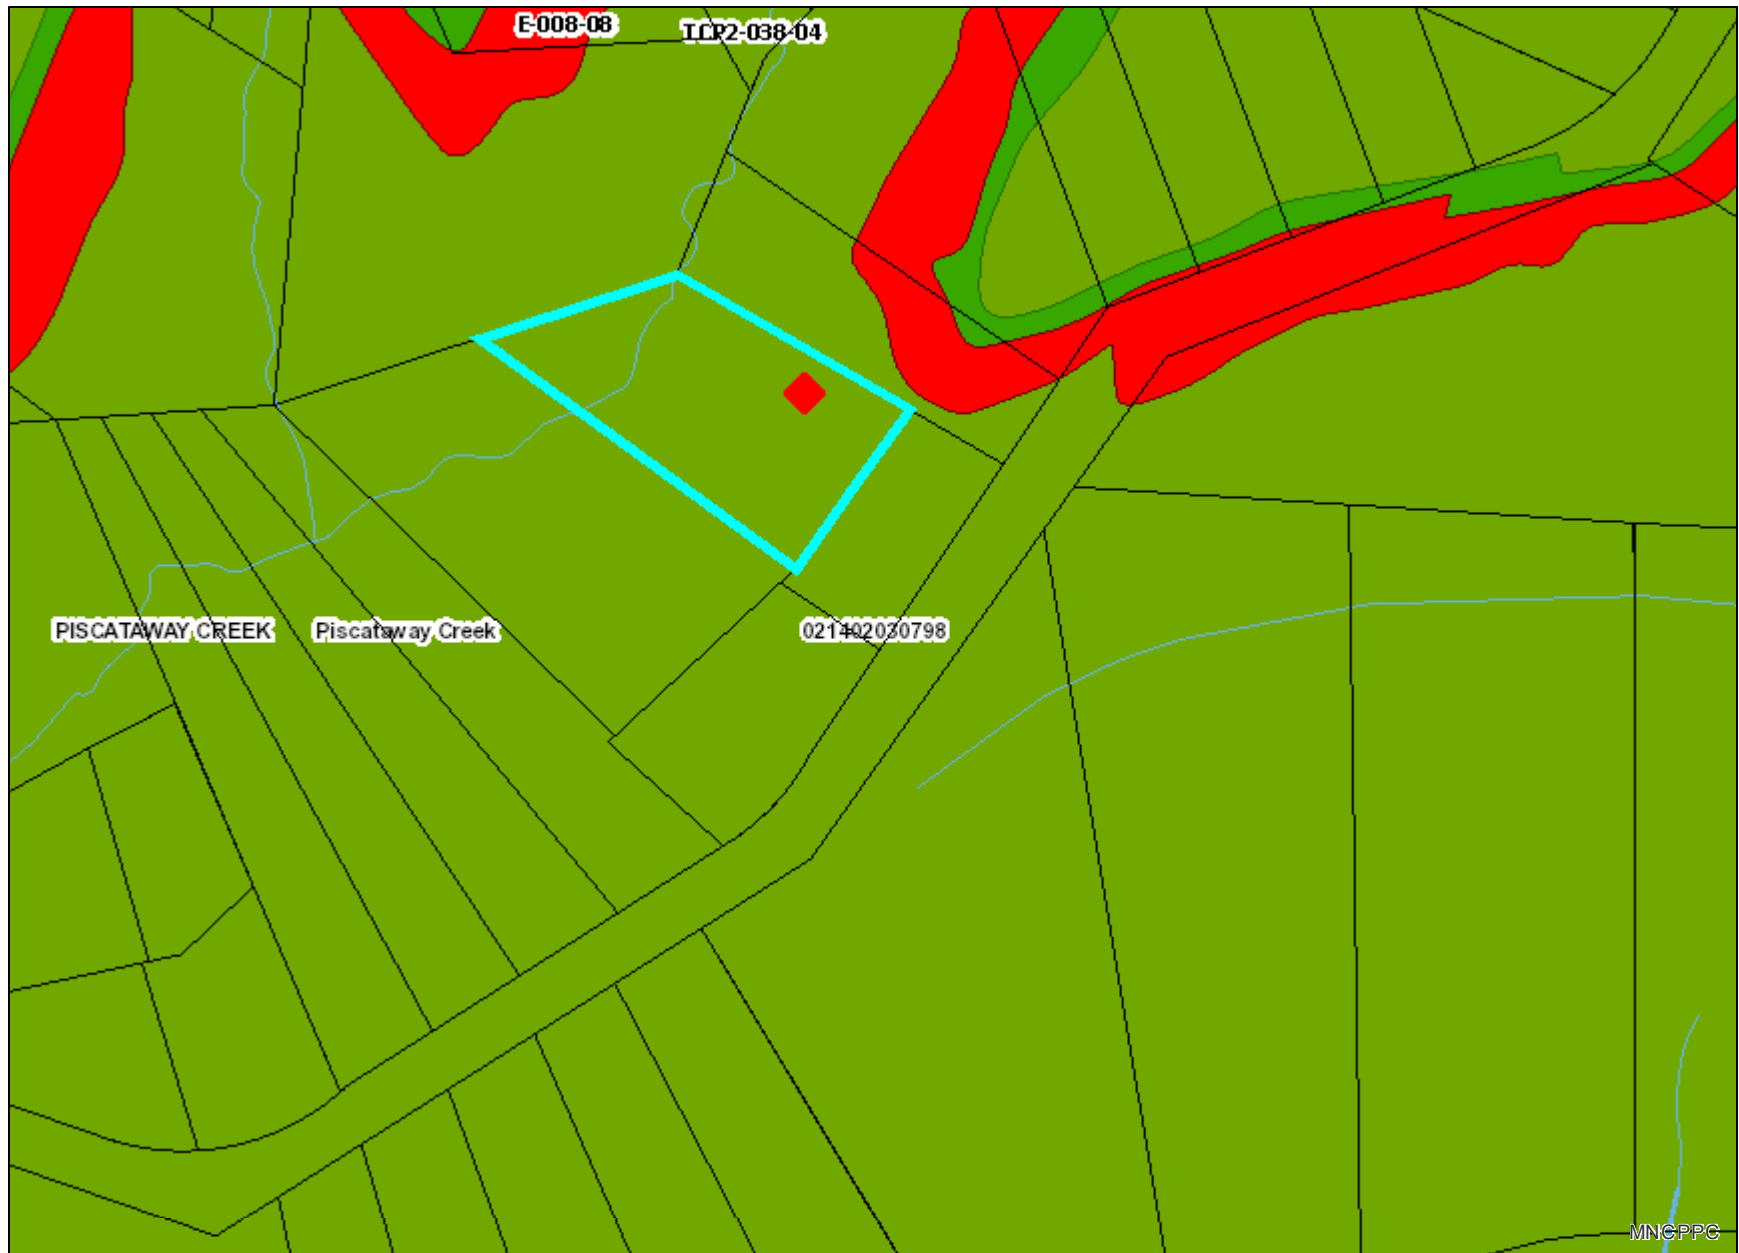 E-008-08
TCP2-038-04
PISCATAWAY CREEK
Piscataway Creek
021402030798
MNCPPC